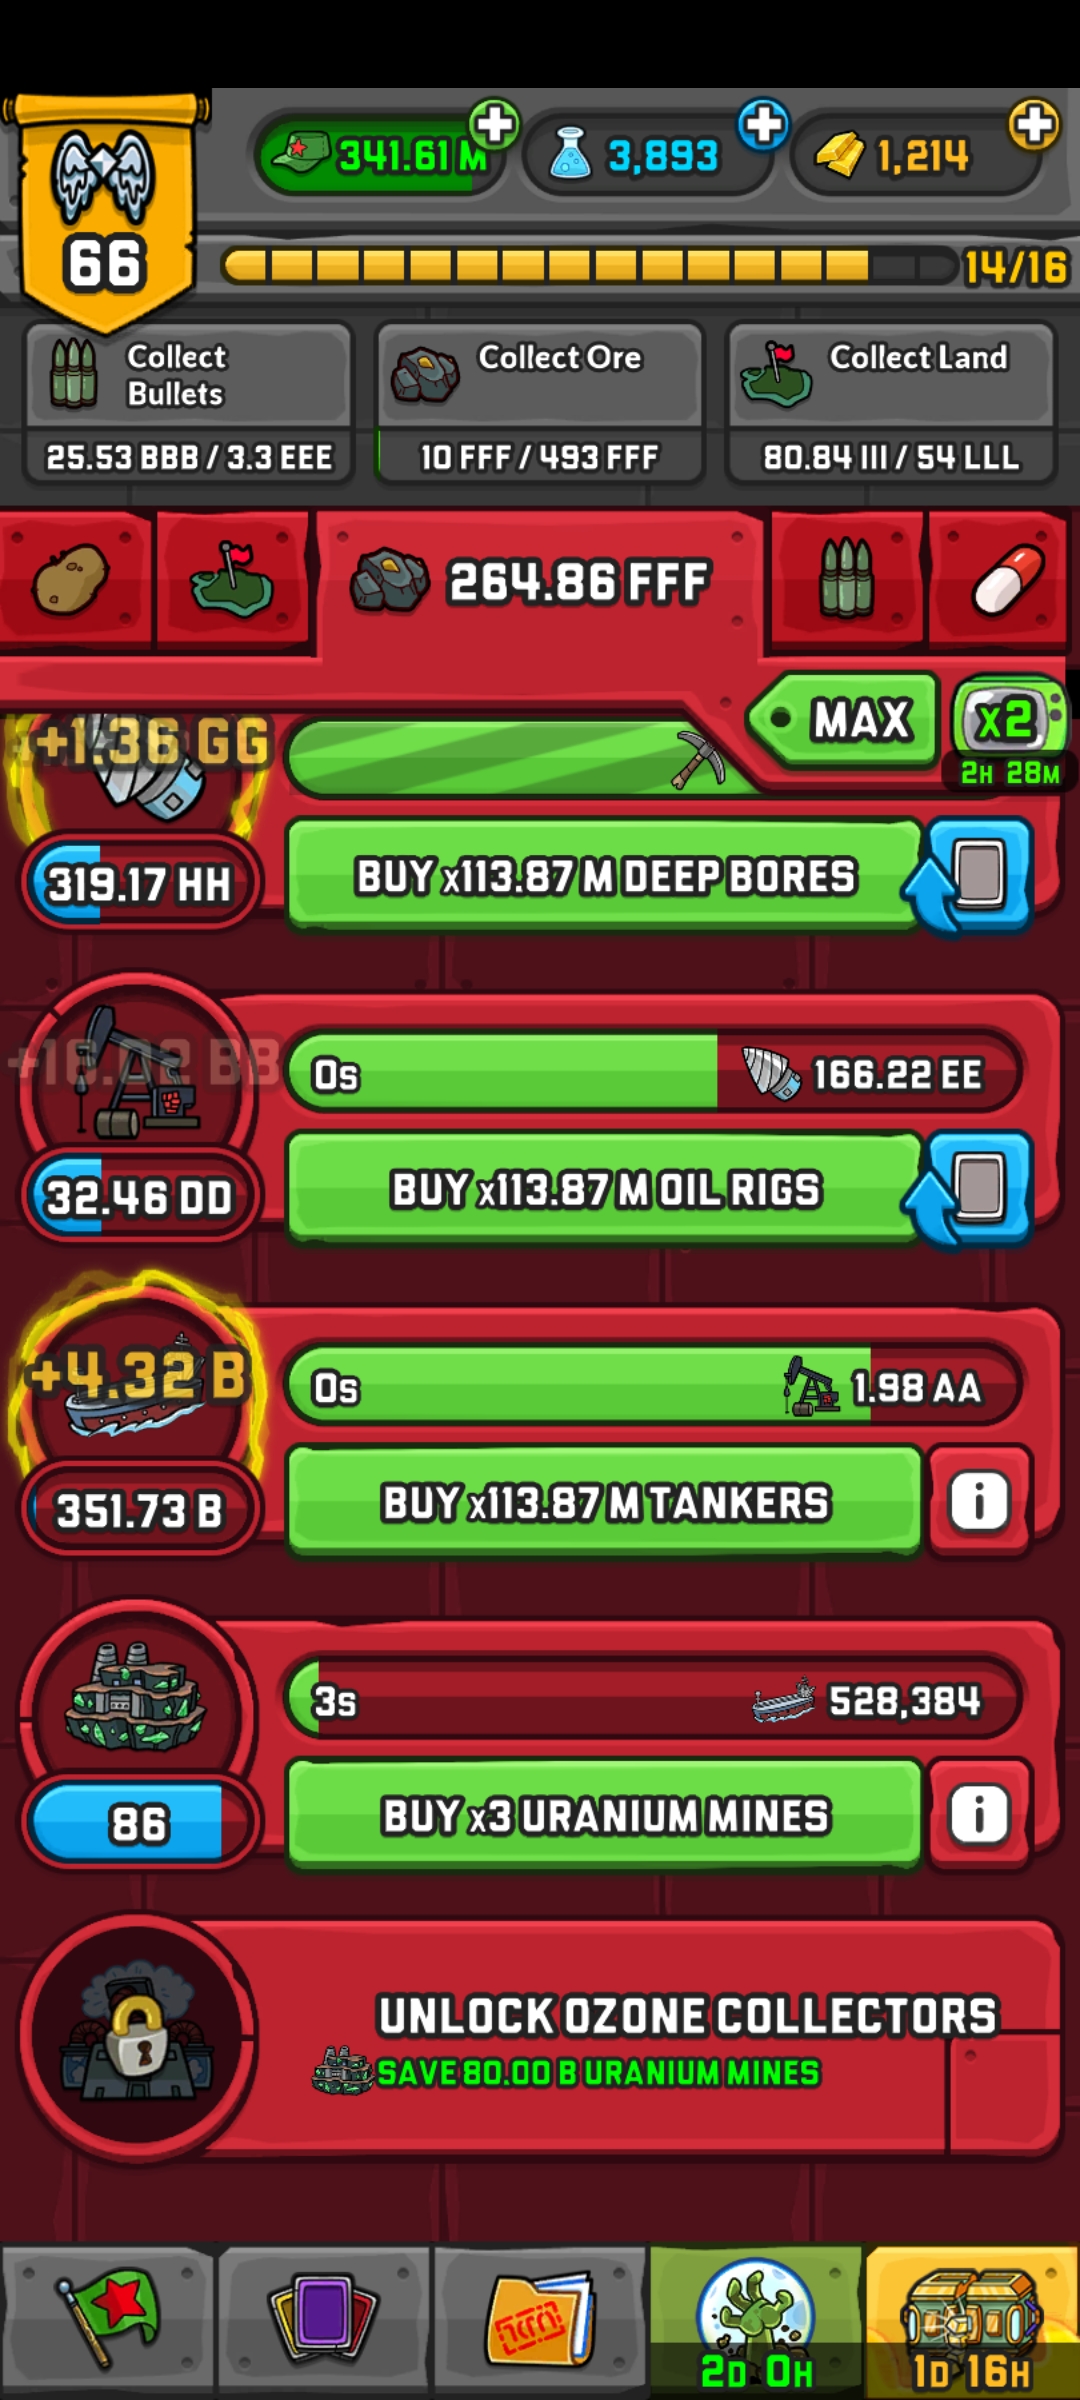 341.61 M
3,893
1,214
66
14/16
Collect
Bullets
25.53 BBB / 3.3 EEE
Collect Ore
10 FFF / 493 FFF
Collect Land
80.84 III / 54 LLL
264.86 FFF
MAX
x2
2H 28M
+1.36 GG
319.17 HH
BUY x113.87 M DEEP BORES
+16.02 BB
0s
166.22 EE
32.46 DD
BUY x113.87 M OIL RIGS
+4.32 B
0s
1.98 AA
351.73 B
BUY x113.87 M TANKERS
i
3s
528,384
86
BUY x3 URANIUM MINES
i
UNLOCK OZONE COLLECTORS
SAVE 80.00 B URANIUM MINES
2D 0H
1D 16H